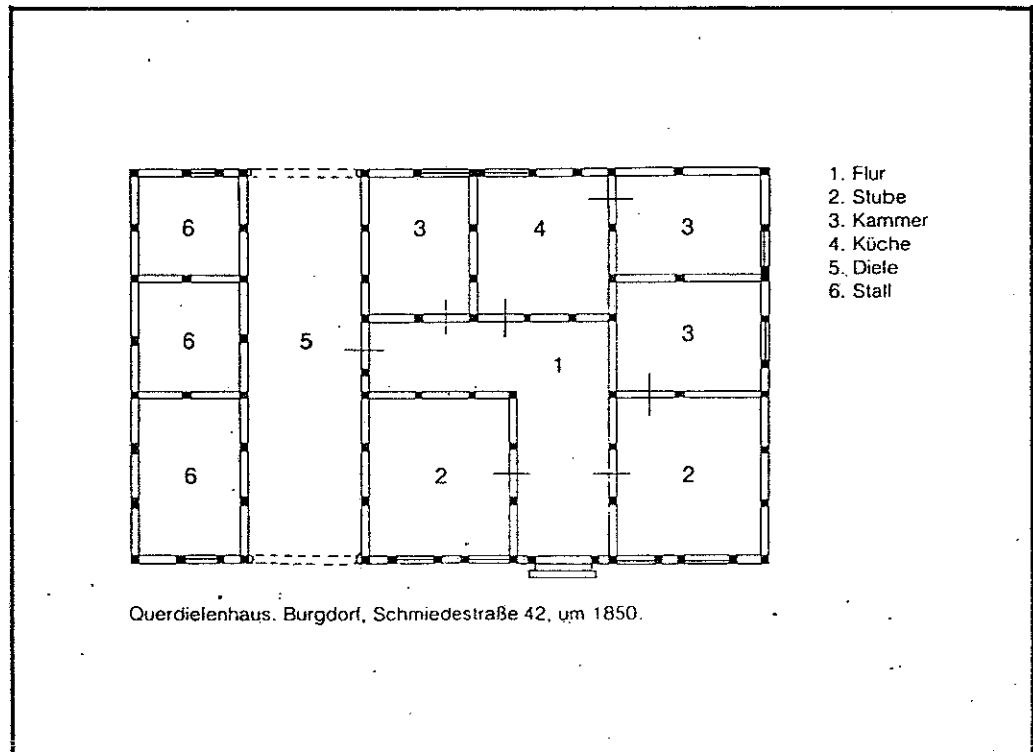 6
3
4
3
6
5
1
3
6
2
2
1. Flur
2. Stube
3. Kammer
4. Küche
5. Diele
6. Stall
Querdielenhaus. Burgdorf, Schmiedestraße 42, um 1850.